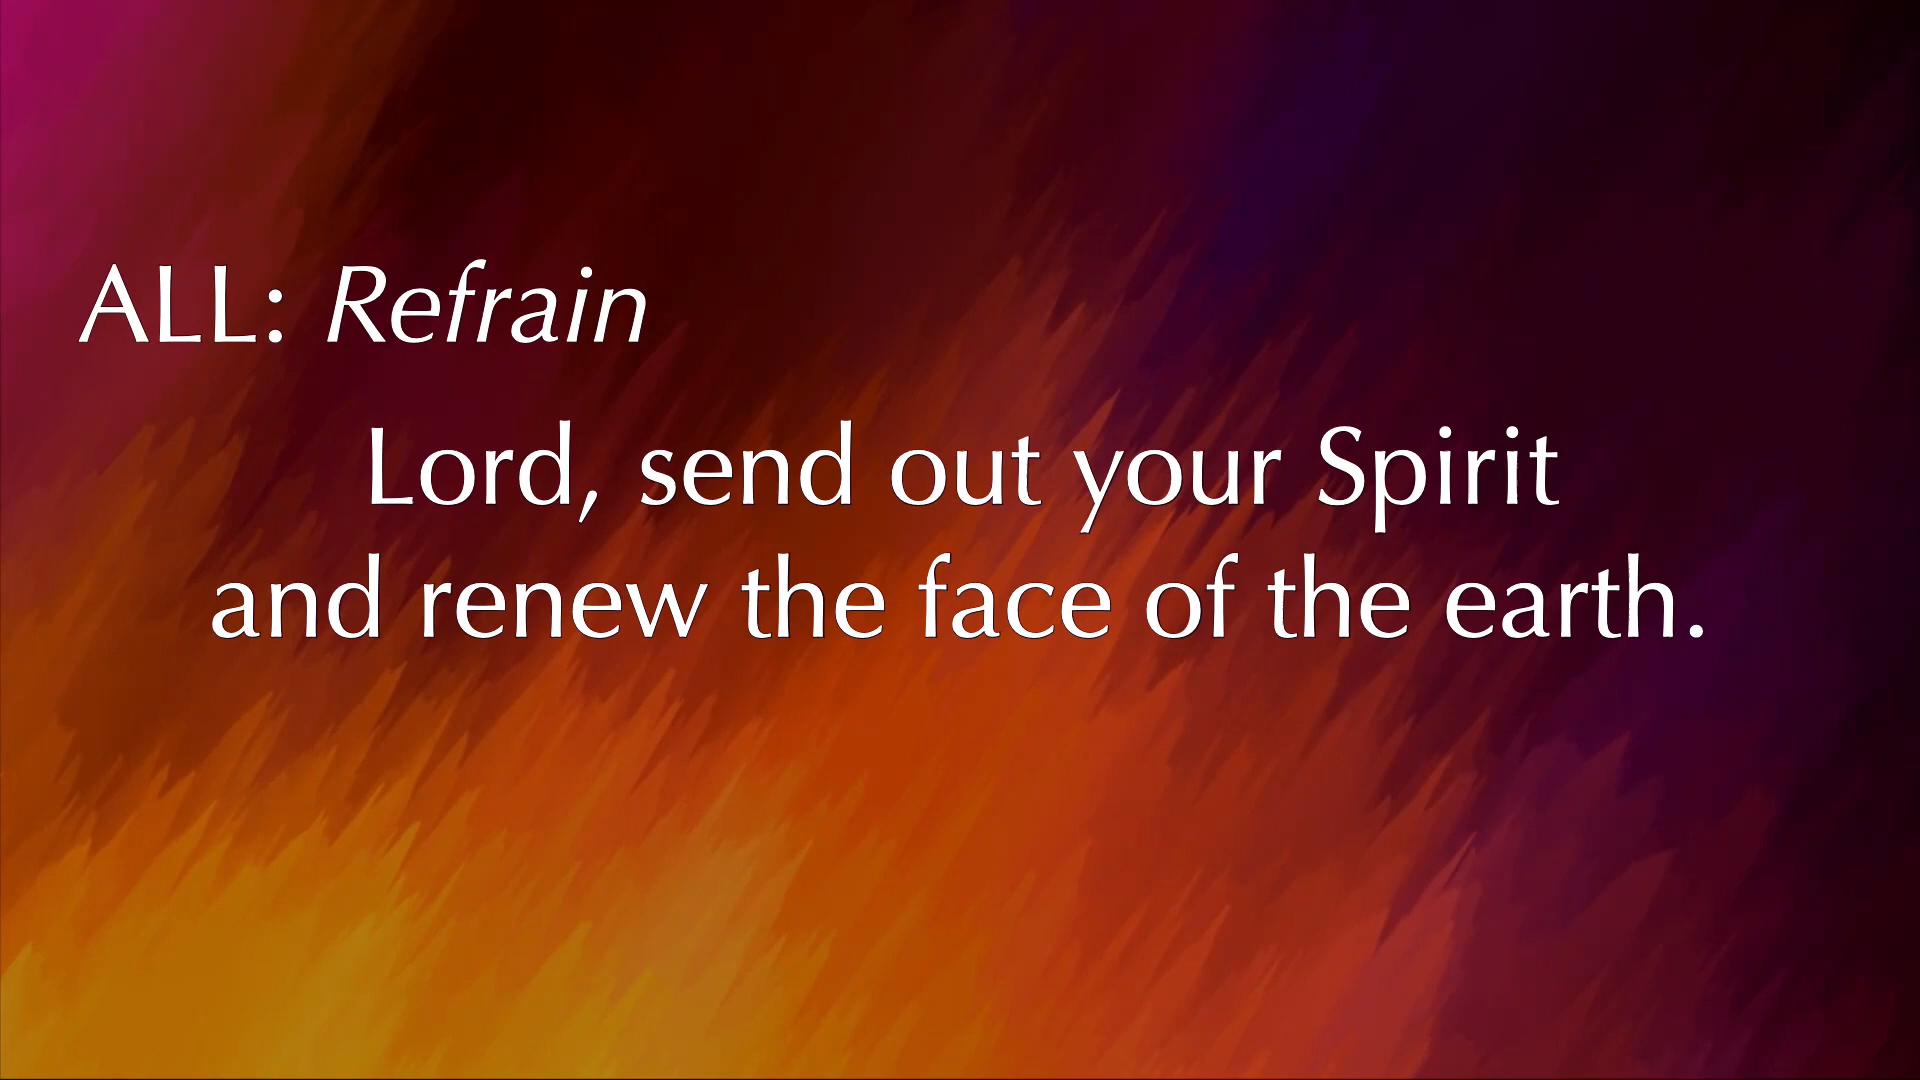 ALL: Refrain
Lord, send out your Spirit
and renew the face of the earth.